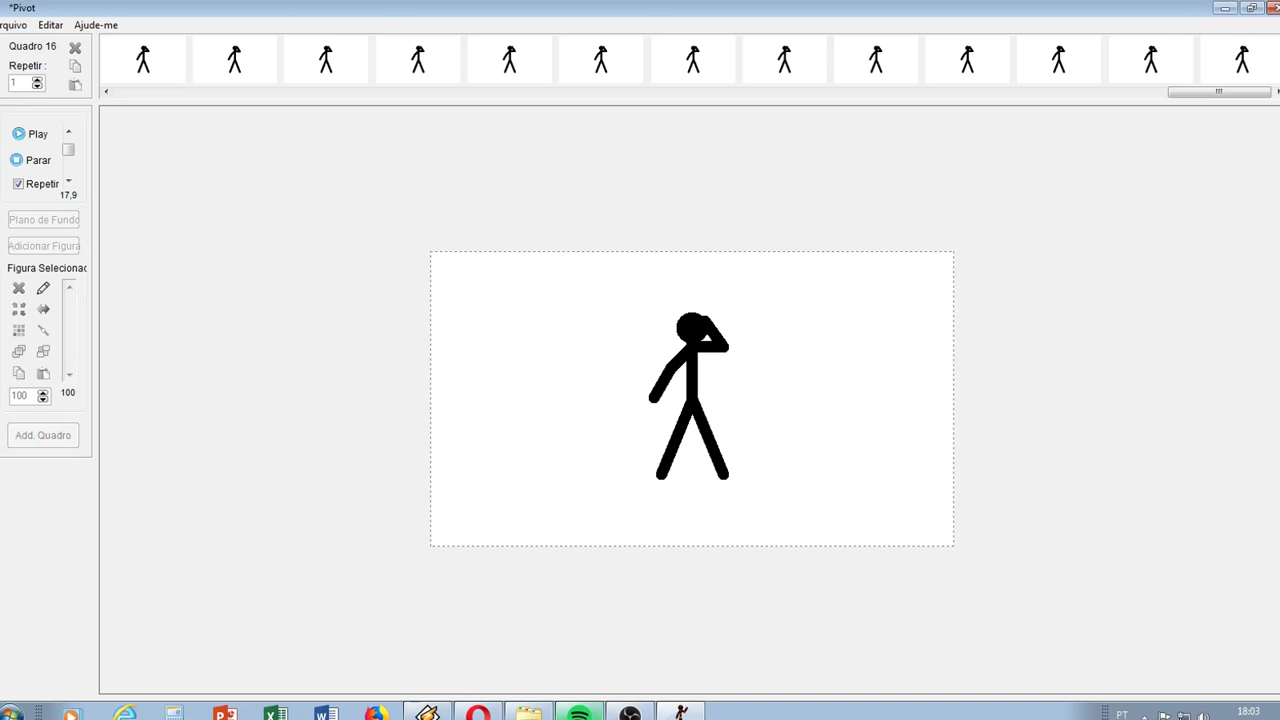 *Pivot
rquivo Editar Ajude-me
Quadro 16
Repetir :
1
Play
Parar
Repetir
17,9
Plano de Fundo
Adicionar Figura
Figura Selecionad
100 100
Add. Quadro
PT 18:03